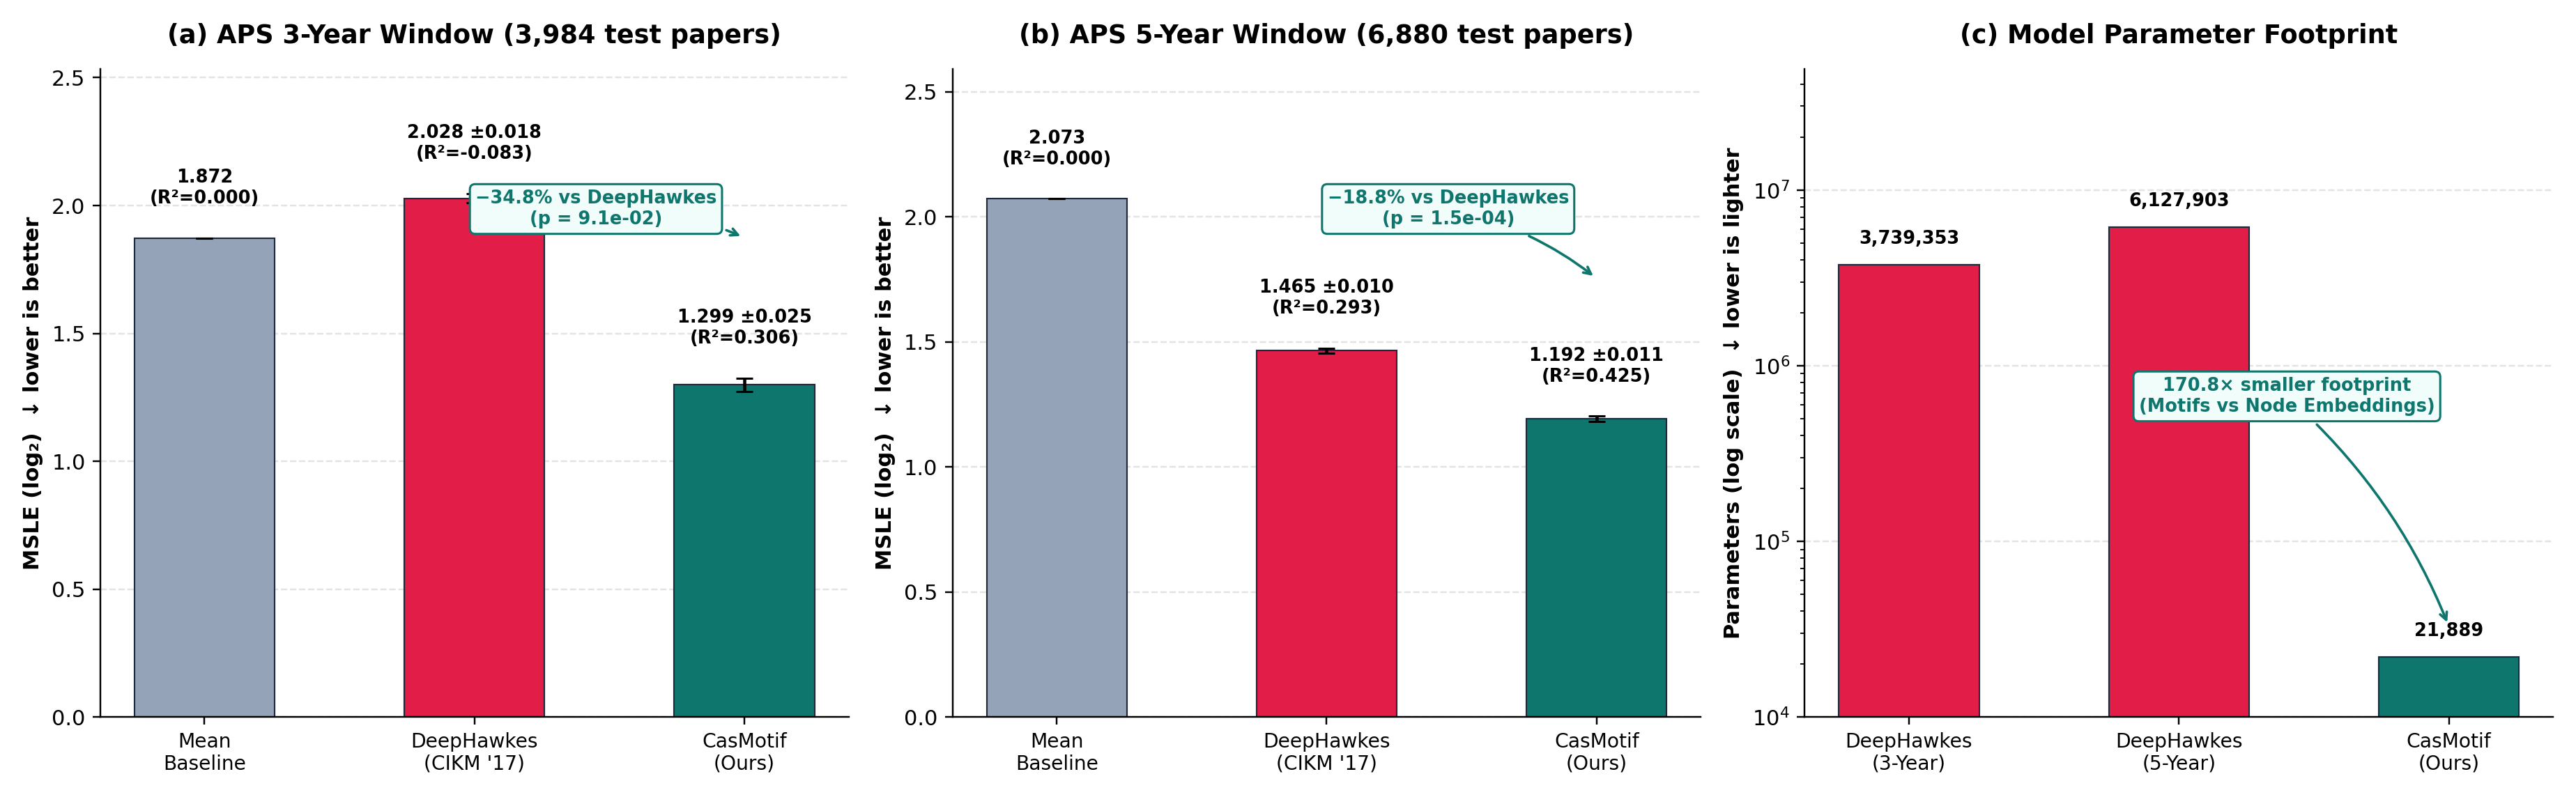 (a) APS 3-Year Window (3,984 test papers)
MSLE (log₂) ↓ lower is better
2.5
2.0
1.5
1.0
0.5
0.0
1.872
(R²=0.000)
2.028 ±0.018
(R²=-0.083)
−34.8% vs DeepHawkes
(p = 9.1e-02)
1.299 ±0.025
(R²=0.306)
Mean
Baseline
DeepHawkes
(CIKM '17)
CasMotif
(Ours)
(b) APS 5-Year Window (6,880 test papers)
MSLE (log₂) ↓ lower is better
2.5
2.0
1.5
1.0
0.5
0.0
2.073
(R²=0.000)
−18.8% vs DeepHawkes
(p = 1.5e-04)
1.465 ±0.010
(R²=0.293)
1.192 ±0.011
(R²=0.425)
Mean
Baseline
DeepHawkes
(CIKM '17)
CasMotif
(Ours)
(c) Model Parameter Footprint
Parameters (log scale) ↓ lower is lighter
10⁷
10⁶
10⁵
10⁴
3,739,353
6,127,903
170.8× smaller footprint
(Motifs vs Node Embeddings)
21,889
DeepHawkes
(3-Year)
DeepHawkes
(5-Year)
CasMotif
(Ours)